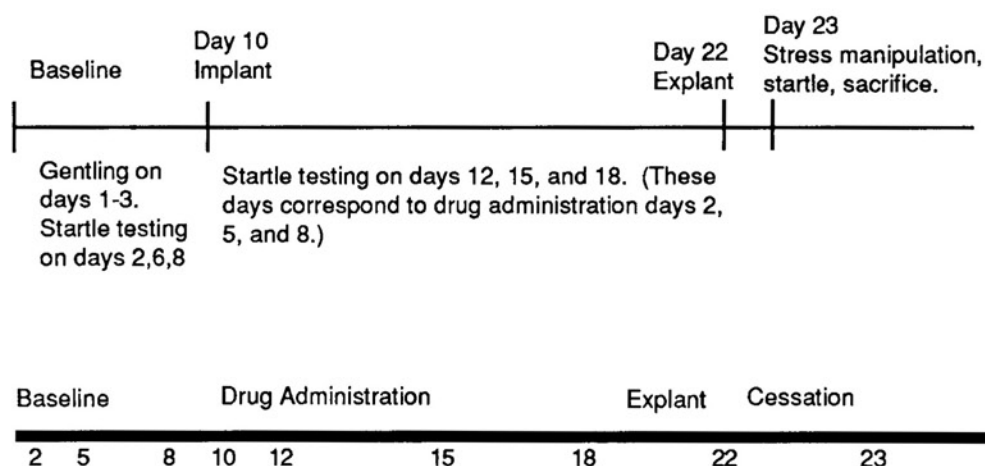 Baseline
Day 10
Implant
Day 22
Explant
Day 23
Stress manipulation,
startle, sacrifice.
Gentling on
days 1-3.
Startle testing
on days 2,6,8
Startle testing on days 12, 15, and 18. (These
days correspond to drug administration days 2,
5, and 8.)
Baseline Drug Administration Explant Cessation
2 5 8 10 12 15 18 22 23